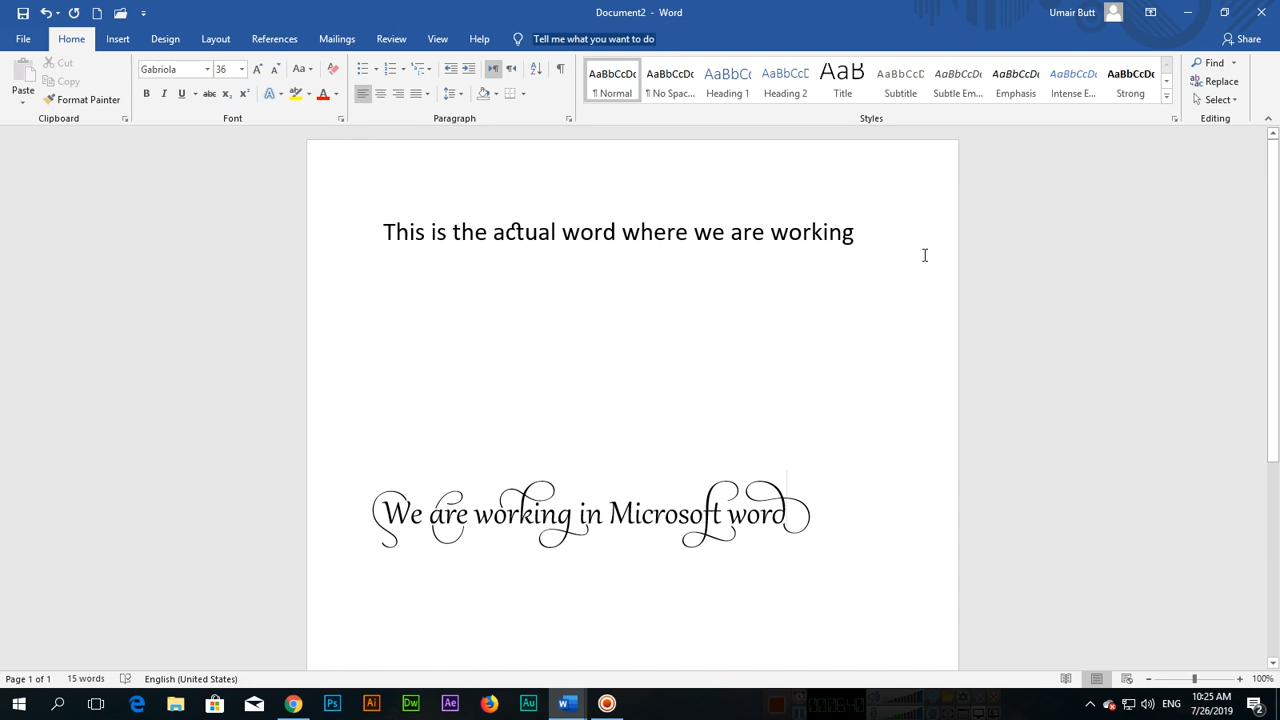 Document2 - Word
Umair Butt
File Home Insert Design Layout References Mailings Review View Help Tell me what you want to do Share
Paste
Cut
Copy
Format Painter
Clipboard
Gabriola 36
Font
Paragraph
AaBbCcDc AaBbCcDc AaBbC( AaBbCcD AaB AaBbCcD AaBbCcDc AaBbCcDc AaBbCcDc AaBbCcDc
¶ Normal ¶ No Spac... Heading 1 Heading 2 Title Subtitle Subtle Em... Emphasis Intense E... Strong
Styles
Find
Replace
Select
Editing
This is the actual word where we are working
We are working in Microsoft word
Page 1 of 1 15 words English (United States) 100%
ENG
10:25 AM
7/26/2019